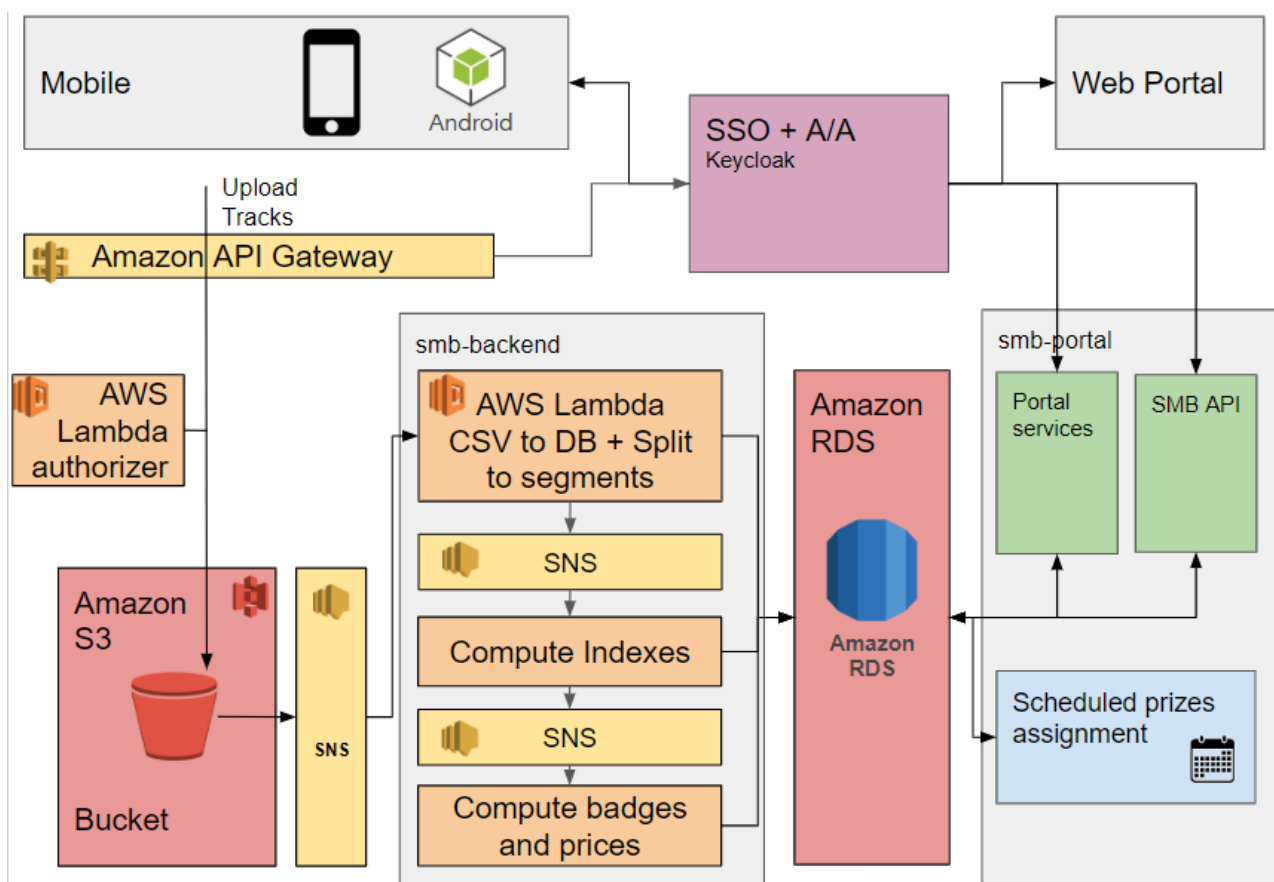 Mobile
Android
SSO + A/A
Keycloak
Web Portal
Upload
Tracks
Amazon API Gateway
AWS
Lambda
authorizer
smb-backend
AWS Lambda
CSV to DB + Split
to segments
SNS
Compute Indexes
SNS
Compute badges
and prices
Amazon
S3
Bucket
SNS
Amazon
RDS
Amazon
RDS
smb-portal
Portal
services
SMB API
Scheduled prizes
assignment